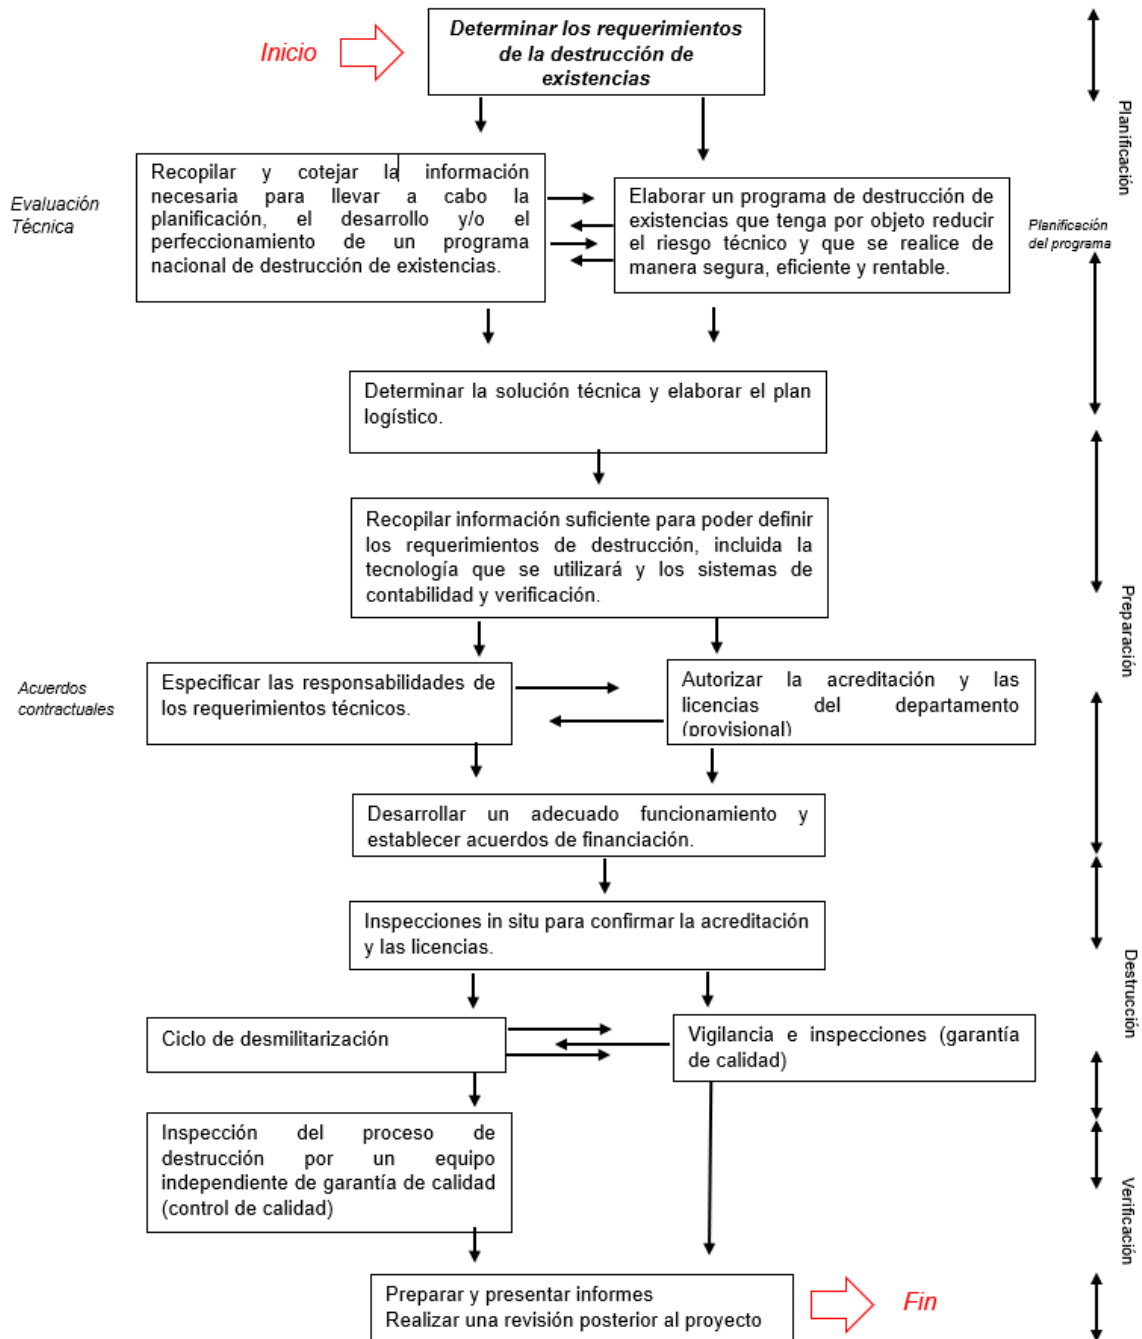 Inicio
Determinar los requerimientos
de la destrucción de
existencias
Planificación
Evaluación
Técnica
Recopilar y cotejar la información
necesaria para llevar a cabo la
planificación, el desarrollo y/o el
perfeccionamiento de un programa
nacional de destrucción de existencias.
Elaborar un programa de destrucción de
existencias que tenga por objeto reducir
el riesgo técnico y que se realice de
manera segura, eficiente y rentable.
Planificación
del programa
Determinar la solución técnica y elaborar el plan
logístico.
Recopilar información suficiente para poder definir
los requerimientos de destrucción, incluida la
tecnología que se utilizará y los sistemas de
contabilidad y verificación.
Preparación
Acuerdos
contractuales
Especificar las responsabilidades de
los requerimientos técnicos.
Autorizar la acreditación y las
licencias del departamento
(provisional)
Desarrollar un adecuado funcionamiento y
establecer acuerdos de financiación.
Inspecciones in situ para confirmar la acreditación
y las licencias.
Destrucción
Ciclo de desmilitarización
Vigilancia e inspecciones (garantía
de calidad)
Inspección del proceso de
destrucción por un equipo
independiente de garantía de calidad
(control de calidad)
Verificación
Preparar y presentar informes
Realizar una revisión posterior al proyecto
Fin